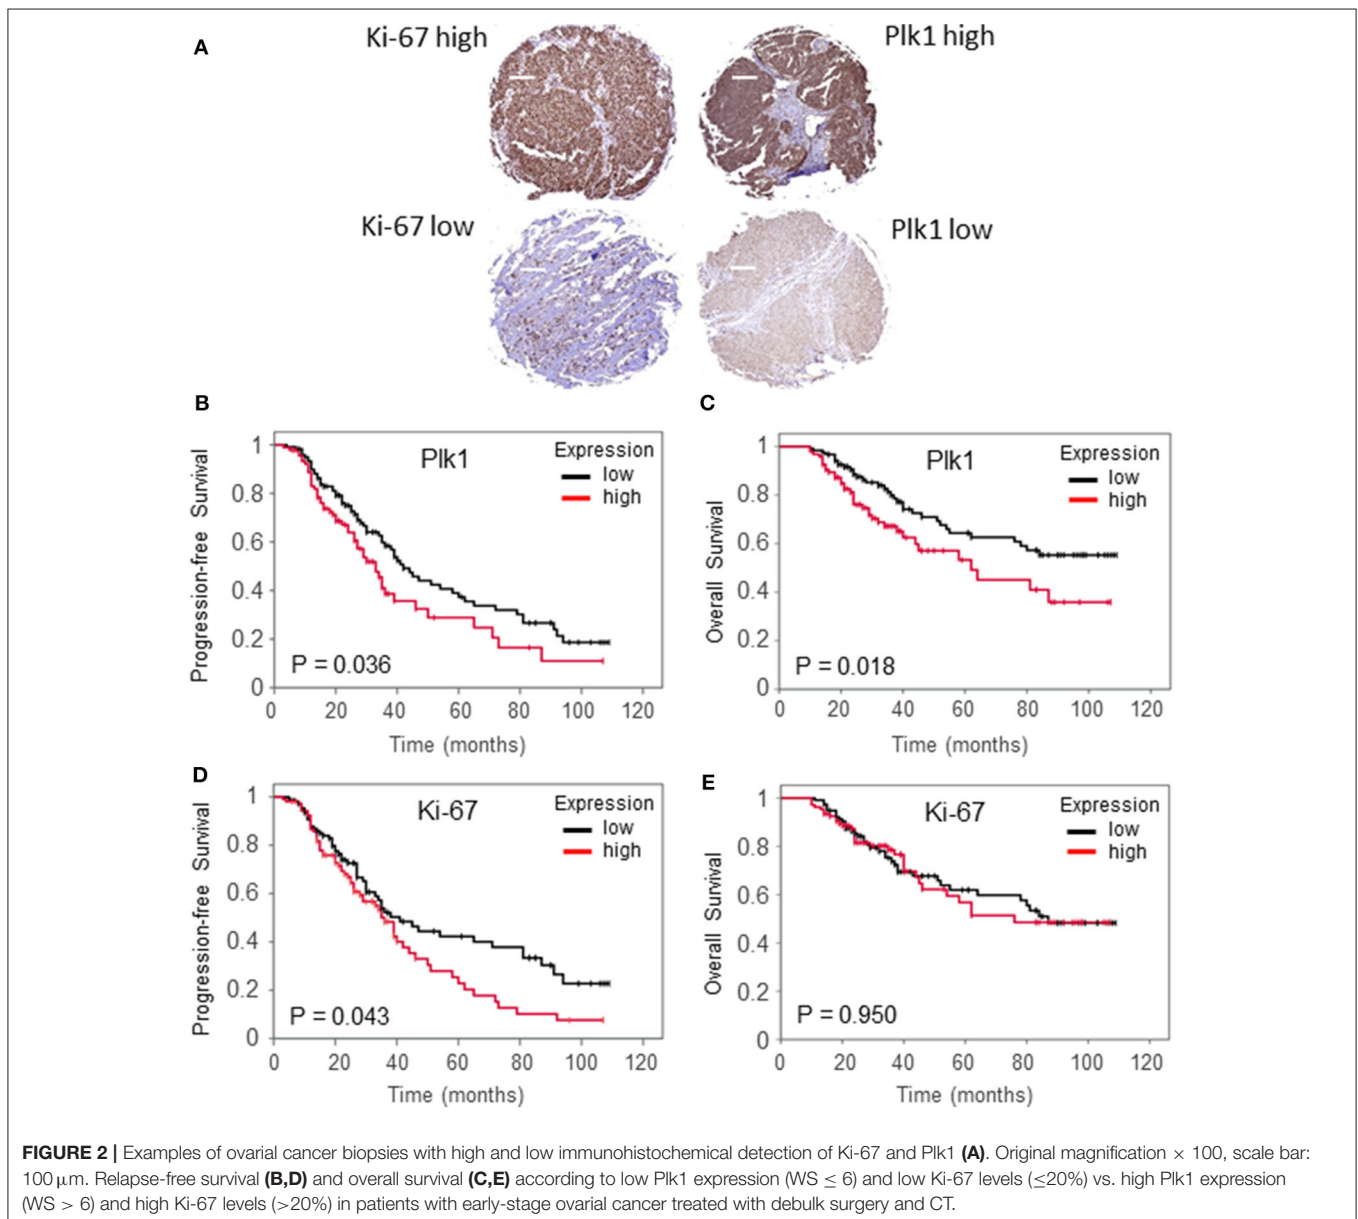 A
Ki-67 high
Plk1 high
Ki-67 low
Plk1 low
B
Progression-free Survival
1
0.8
0.6
0.4
0.2
0
Plk1
Expression
low
high
P = 0.036
0 20 40 60 80 100 120
Time (months)
C
Overall Survival
1
0.8
0.6
0.4
0.2
0
Plk1
Expression
low
high
P = 0.018
0 20 40 60 80 100 120
Time (months)
D
Progression-free Survival
1
0.8
0.6
0.4
0.2
0
Ki-67
Expression
low
high
P = 0.043
0 20 40 60 80 100 120
Time (months)
E
Overall Survival
1
0.8
0.6
0.4
0.2
0
Ki-67
Expression
low
high
P = 0.950
0 20 40 60 80 100 120
Time (months)
FIGURE 2 | Examples of ovarial cancer biopsies with high and low immunohistochemical detection of Ki-67 and Plk1 (A). Original magnification × 100, scale bar:
100 μm. Relapse-free survival (B,D) and overall survival (C,E) according to low Plk1 expression (WS ≤ 6) and low Ki-67 levels (≤20%) vs. high Plk1 expression
(WS > 6) and high Ki-67 levels (>20%) in patients with early-stage ovarial cancer treated with debulk surgery and CT.